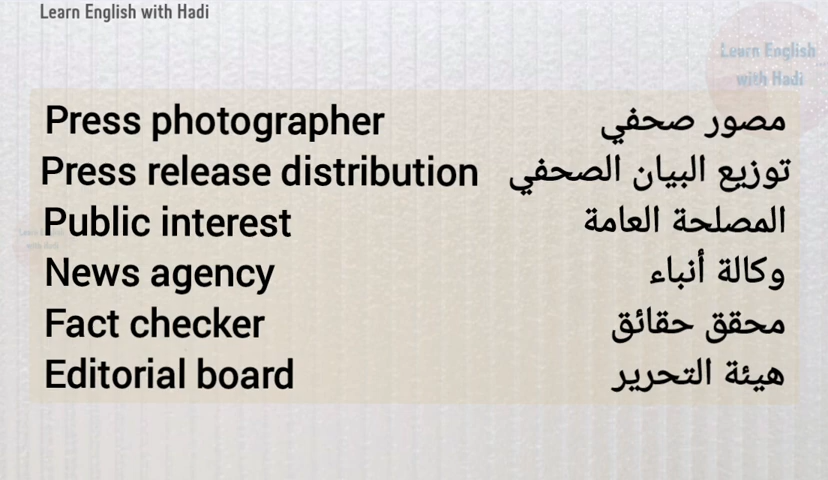 Learn English with Hadi
Learn English
with Hadi
Press photographer مصور صحفي
Press release distribution توزيع البيان الصحفي
Public interest المصلحة العامة
News agency وكالة أنباء
Fact checker محقق حقائق
Editorial board هيئة التحرير